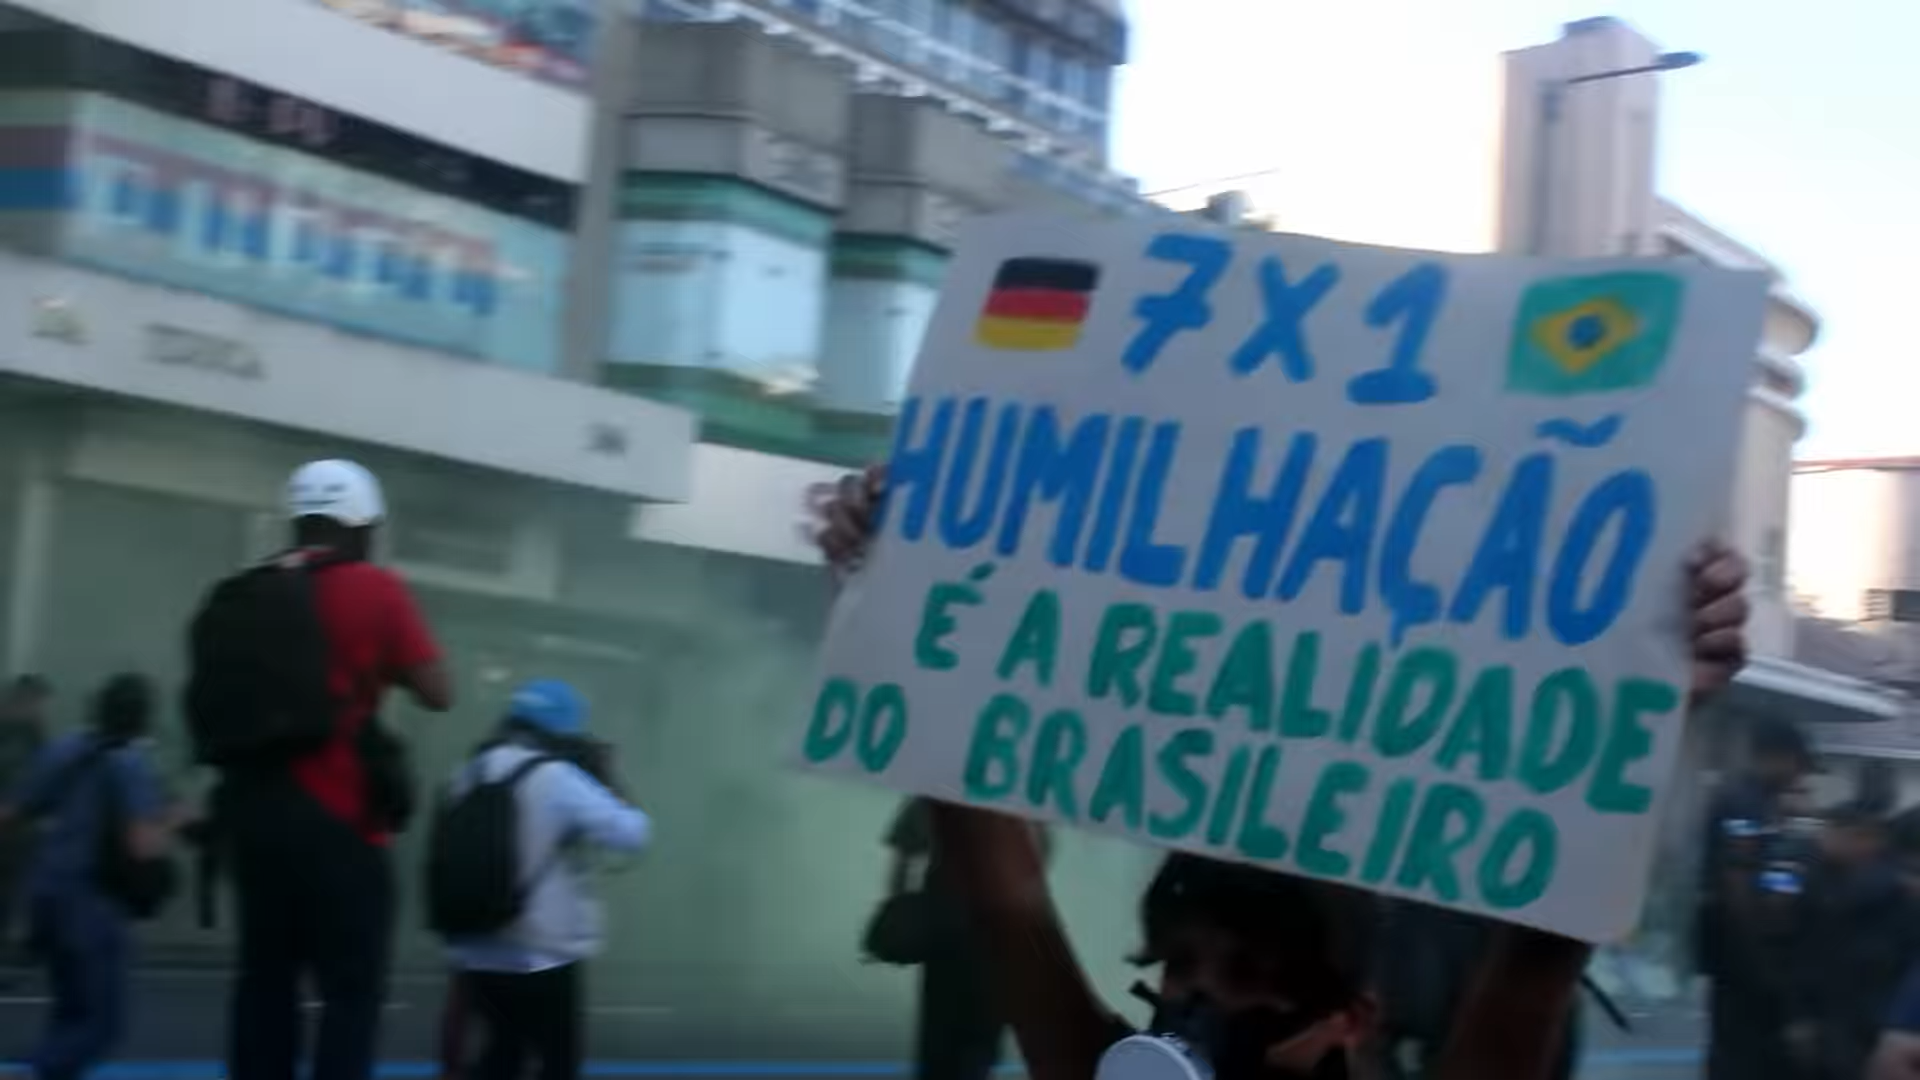 7 X 1
HUMILHAÇÃO
É A REALIDADE
DO BRASILEIRO